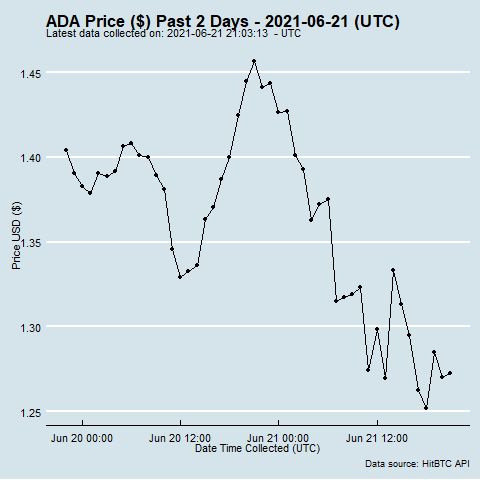 ADA Price ($) Past 2 Days - 2021-06-21 (UTC)
Latest data collected on: 2021-06-21 21:03:13 - UTC
1.45
1.40
1.35
1.30
1.25
Price USD ($)
Jun 20 00:00 Jun 20 12:00 Jun 21 00:00 Jun 21 12:00
Date Time Collected (UTC)
Data source: HitBTC API